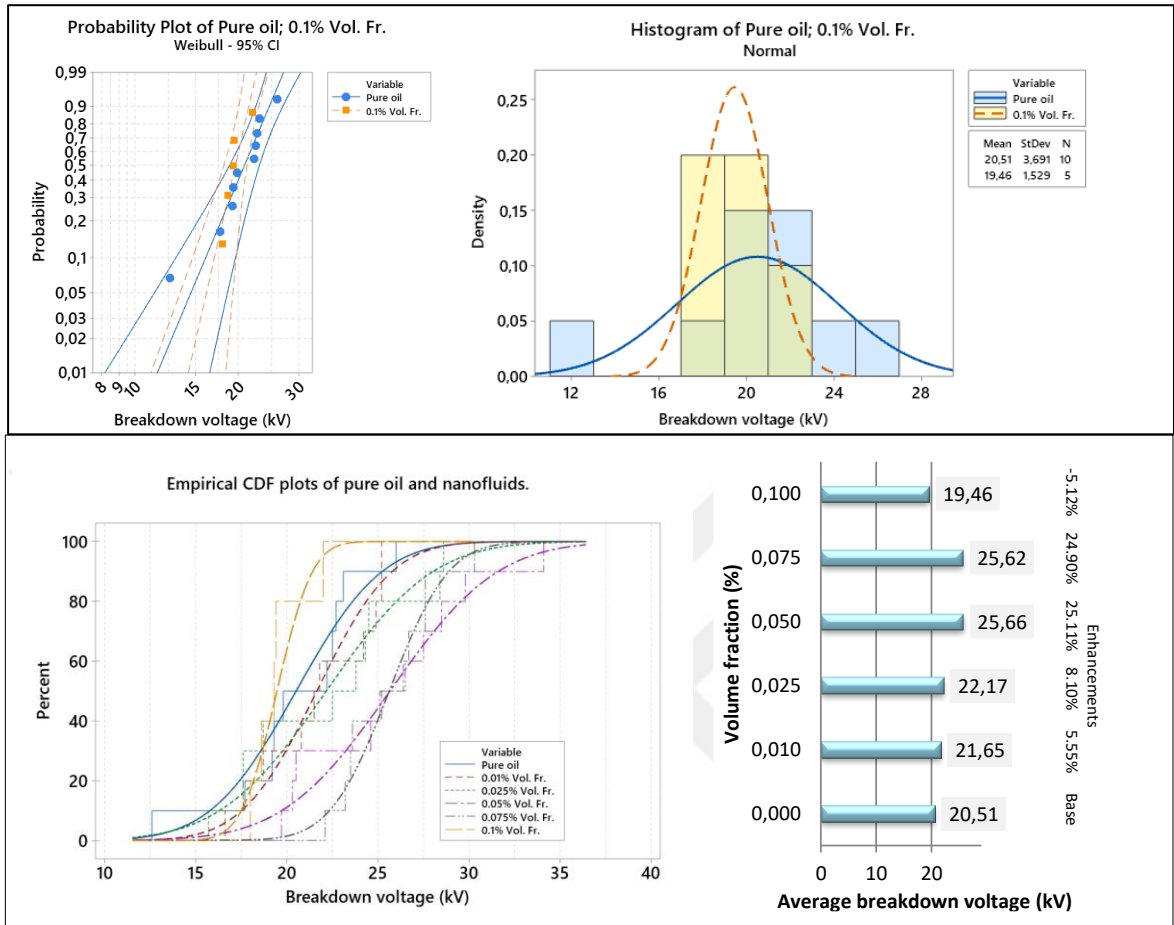 Probability Plot of Pure oil; 0.1% Vol. Fr.
Weibull - 95% CI
0,99
0,9
0,8
0,7
0,6
0,5
0,4
0,3
0,2
0,1
0,05
0,03
0,02
0,01
Probability
8 9 10 15 20 30
Breakdown voltage (kV)
Variable
Pure oil
0.1% Vol. Fr.
Histogram of Pure oil; 0.1% Vol. Fr.
Normal
0,25
0,20
0,15
0,10
0,05
0,00
Density
12 16 20 24 28
Breakdown voltage (kV)
Variable
Pure oil
0.1% Vol. Fr.
Mean StDev N
20,51 3,691 10
19,46 1,529 5
Empirical CDF plots of pure oil and nanofluids.
100
80
60
40
20
0
Percent
10 15 20 25 30 35 40
Breakdown voltage (kV)
Variable
Pure oil
0.01% Vol. Fr.
0.025% Vol. Fr.
0.05% Vol. Fr.
0.075% Vol. Fr.
0.1% Vol. Fr.
Volume fraction (%)
0,100 19,46 -5.12%
0,075 25,62 24.90%
0,050 25,66 25.11%
0,025 22,17 8.10%
0,010 21,65 5.55%
0,000 20,51 Base
Enhancements
0 10 20
Average breakdown voltage (kV)